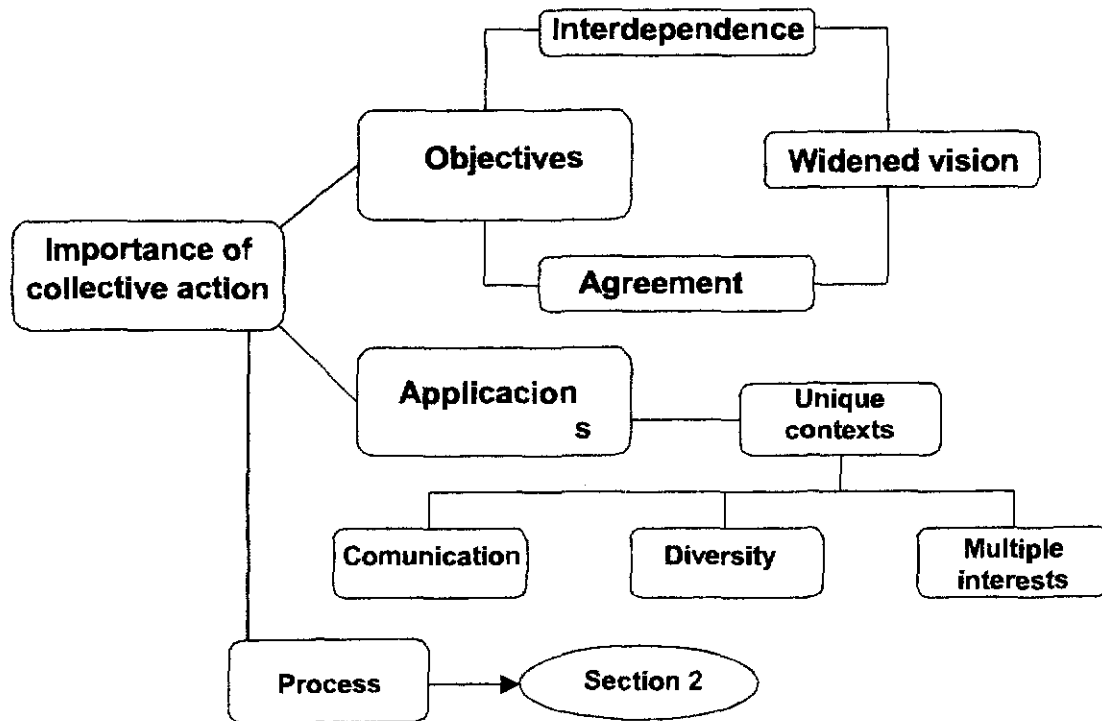 Interdependence
Objectives
Widened vision
Importance of
collective action
Agreement
Applicacion
s
Unique
contexts
Comunication
Diversity
Multiple
interests
Process
Section 2